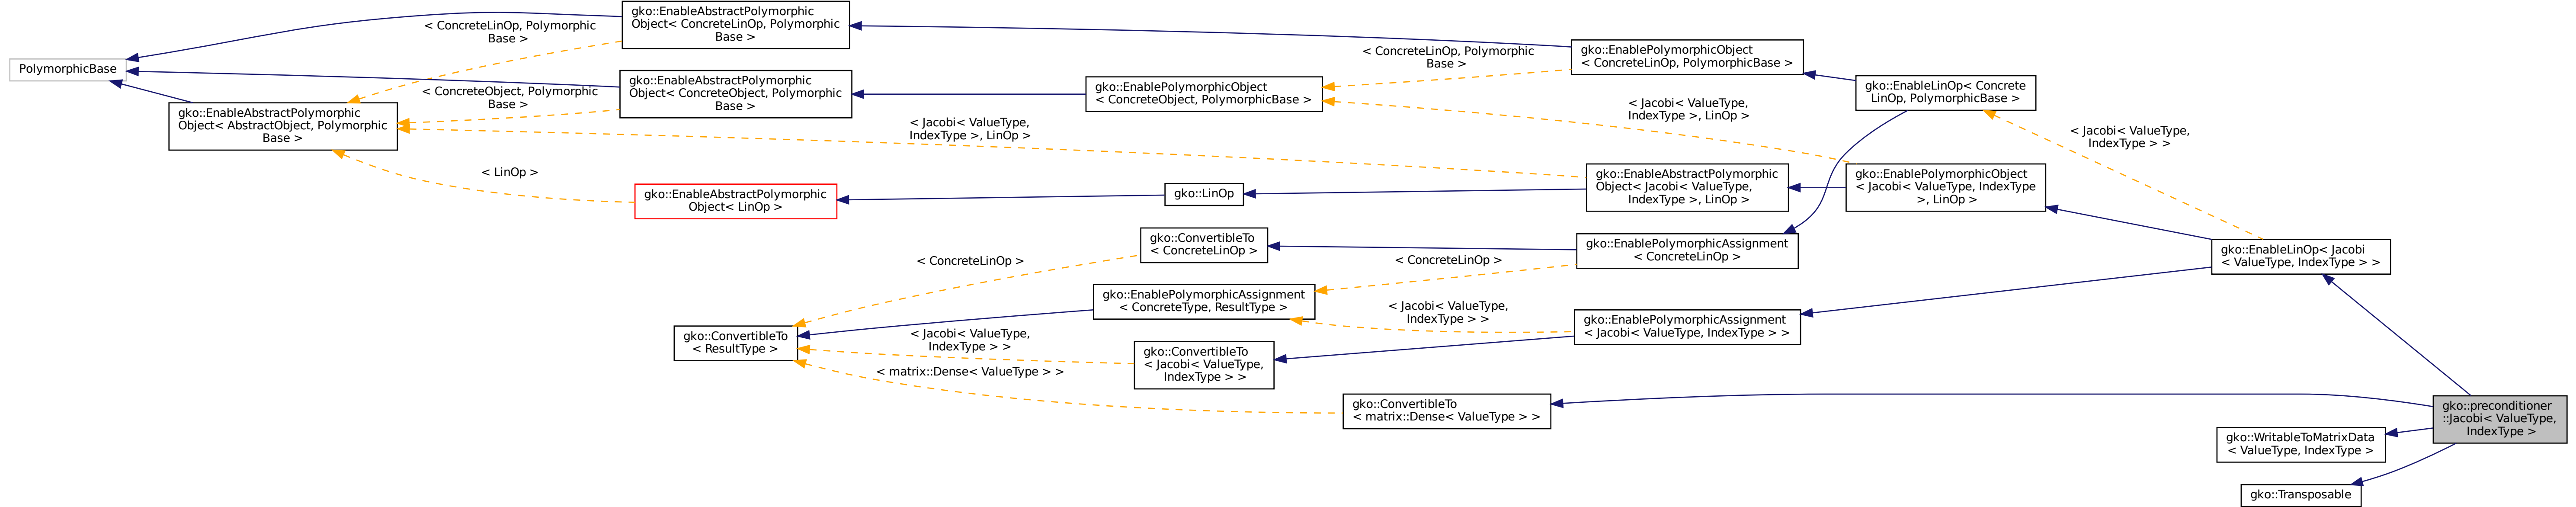 PolymorphicBase
gko::EnableAbstractPolymorphic
Object< AbstractObject, Polymorphic
Base >
< ConcreteLinOp, Polymorphic
Base >
< ConcreteObject, Polymorphic
Base >
< LinOp >
gko::EnableAbstractPolymorphic
Object< ConcreteLinOp, Polymorphic
Base >
gko::EnableAbstractPolymorphic
Object< ConcreteObject, Polymorphic
Base >
gko::EnableAbstractPolymorphic
Object< LinOp >
gko::ConvertibleTo
< ResultType >
< Jacobi< ValueType,
IndexType >, LinOp >
< ConcreteLinOp >
< Jacobi< ValueType,
IndexType > >
< matrix::Dense< ValueType > >
gko::EnablePolymorphicObject
< ConcreteObject, PolymorphicBase >
gko::LinOp
gko::ConvertibleTo
< ConcreteLinOp >
gko::EnablePolymorphicAssignment
< ConcreteType, ResultType >
gko::ConvertibleTo
< Jacobi< ValueType,
IndexType > >
< ConcreteLinOp, Polymorphic
Base >
< ConcreteLinOp >
< Jacobi< ValueType,
IndexType > >
gko::ConvertibleTo
< matrix::Dense< ValueType > >
gko::EnablePolymorphicObject
< ConcreteLinOp, PolymorphicBase >
< Jacobi< ValueType,
IndexType >, LinOp >
gko::EnableAbstractPolymorphic
Object< Jacobi< ValueType,
IndexType >, LinOp >
gko::EnablePolymorphicAssignment
< ConcreteLinOp >
gko::EnablePolymorphicAssignment
< Jacobi< ValueType, IndexType > >
gko::EnableLinOp< Concrete
LinOp, PolymorphicBase >
gko::EnablePolymorphicObject
< Jacobi< ValueType, IndexType
>, LinOp >
< Jacobi< ValueType,
IndexType > >
gko::EnableLinOp< Jacobi
< ValueType, IndexType > >
gko::WritableToMatrixData
< ValueType, IndexType >
gko::Transposable
gko::preconditioner
::Jacobi< ValueType,
IndexType >